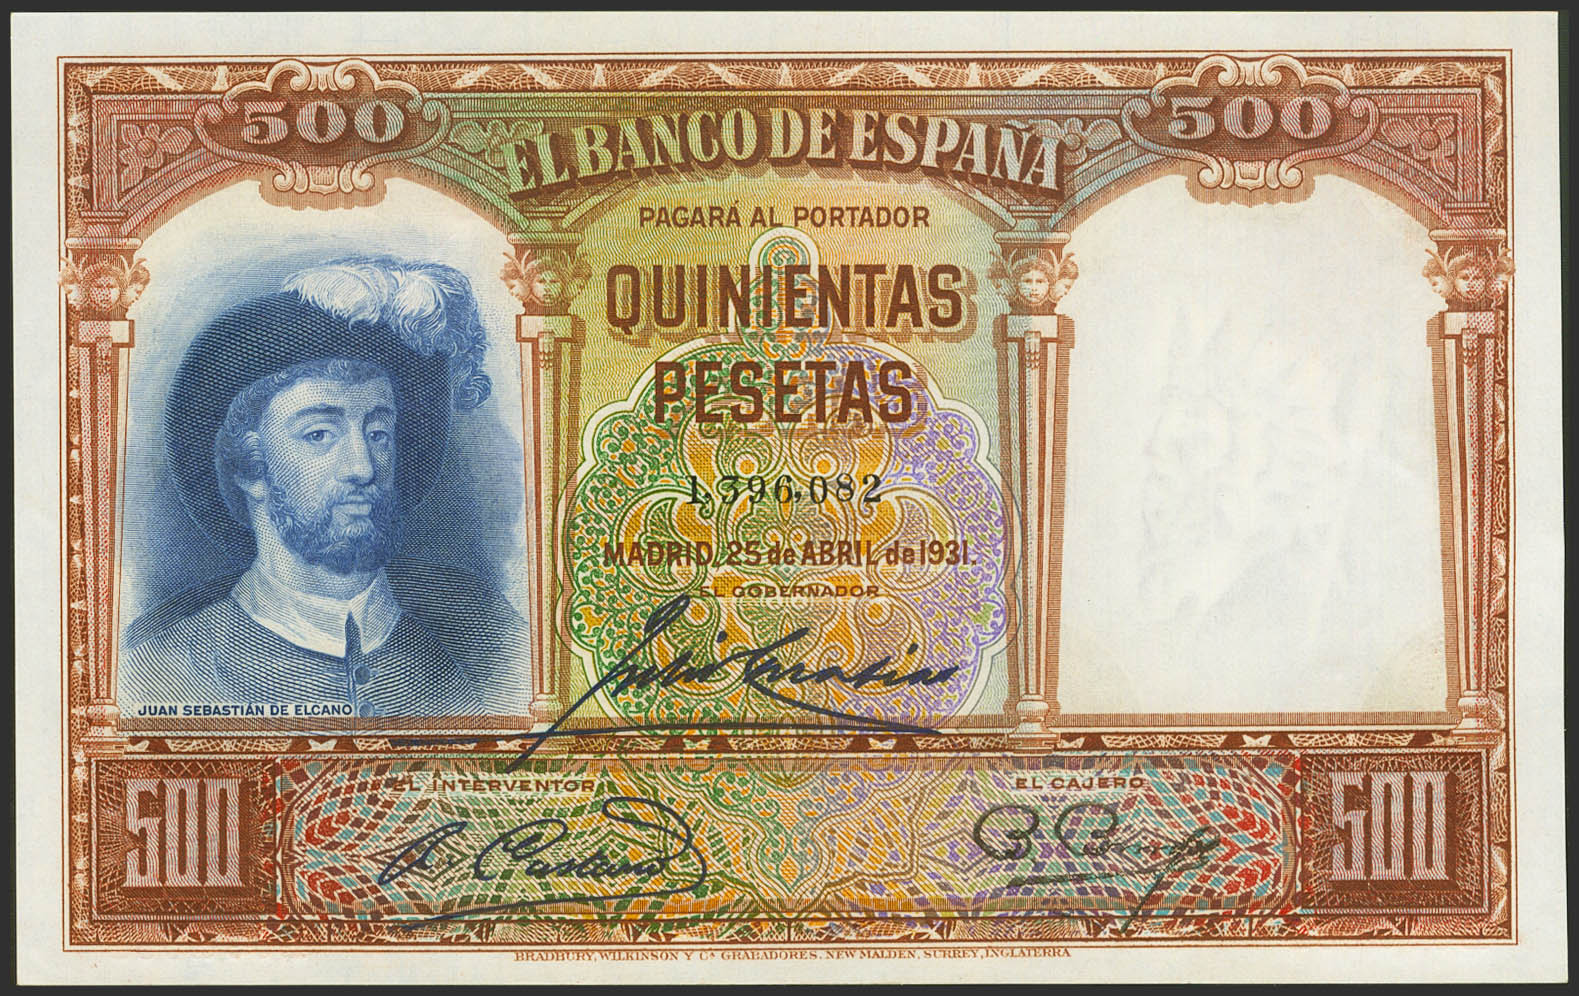 500
500
EL BANCO DE ESPAÑA
PAGARÁ AL PORTADOR
QUINIENTAS
PESETAS
1,396,082
MADRID, 25 de ABRIL de 1931.
EL GOBERNADOR
JUAN SEBASTIÁN DE ELCANO
EL INTERVENTOR
EL CAJERO
500
500
BRADBURY, WILKINSON Y Cª GRABADORES. NEW MALDEN, SURREY, INGLATERRA